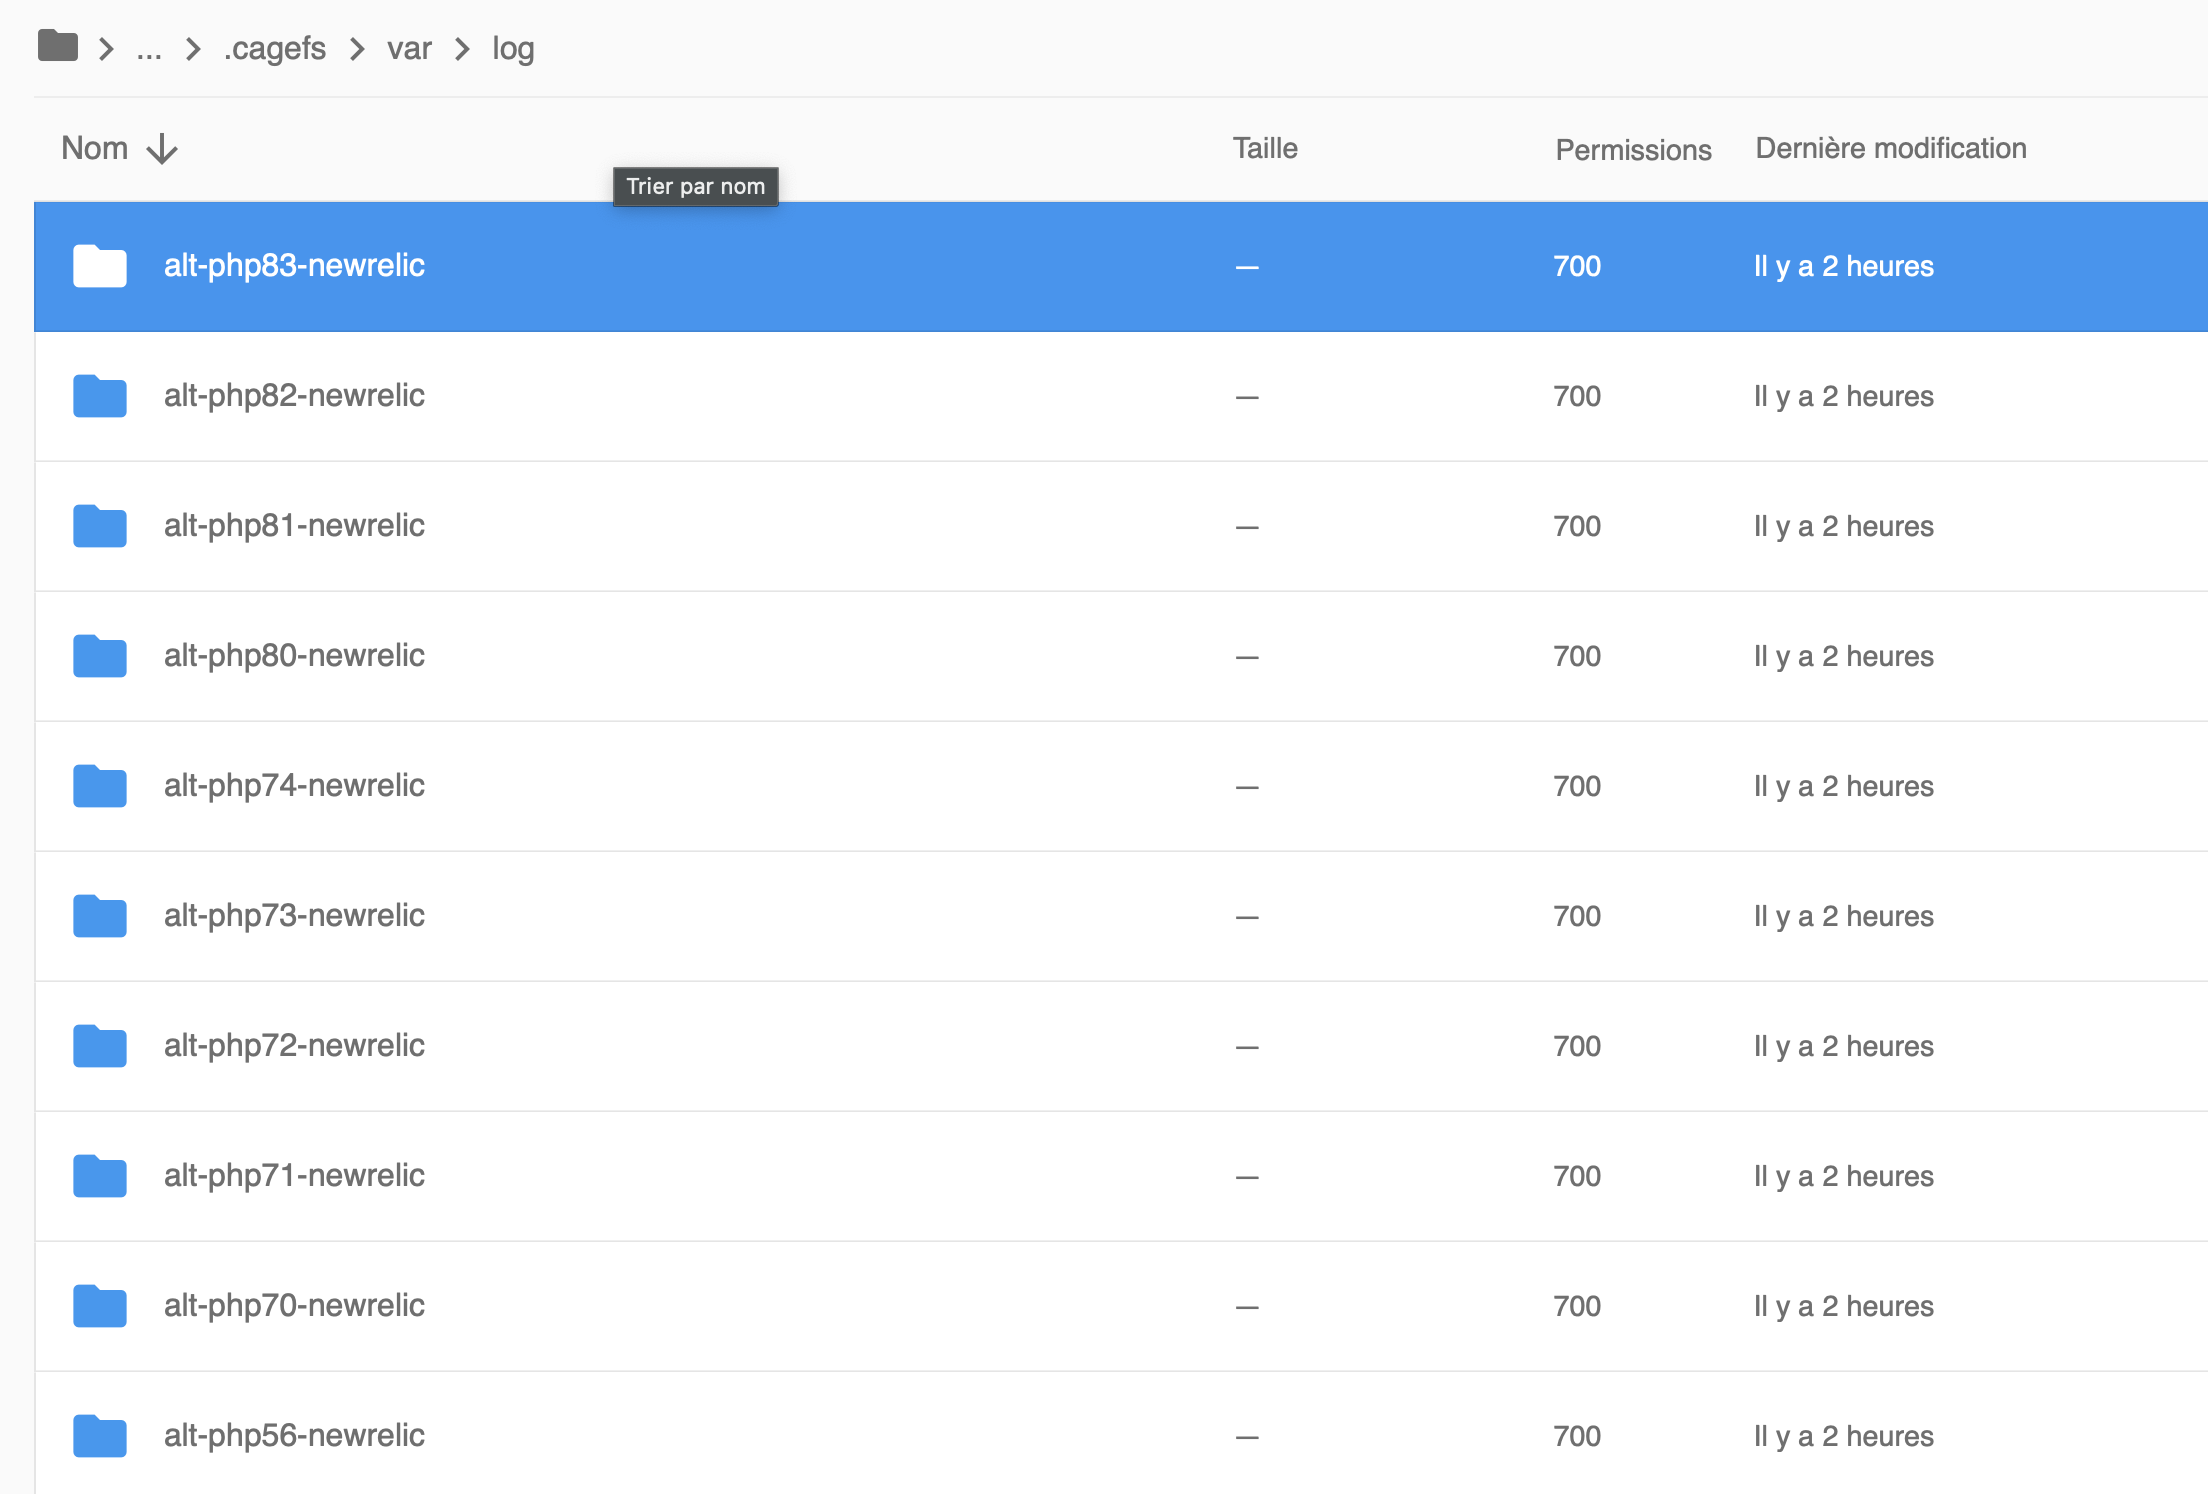 ... .cagefs var log
Nom Taille Permissions Dernière modification
Trier par nom
alt-php83-newrelic — 700 Il y a 2 heures
alt-php82-newrelic — 700 Il y a 2 heures
alt-php81-newrelic — 700 Il y a 2 heures
alt-php80-newrelic — 700 Il y a 2 heures
alt-php74-newrelic — 700 Il y a 2 heures
alt-php73-newrelic — 700 Il y a 2 heures
alt-php72-newrelic — 700 Il y a 2 heures
alt-php71-newrelic — 700 Il y a 2 heures
alt-php70-newrelic — 700 Il y a 2 heures
alt-php56-newrelic — 700 Il y a 2 heures